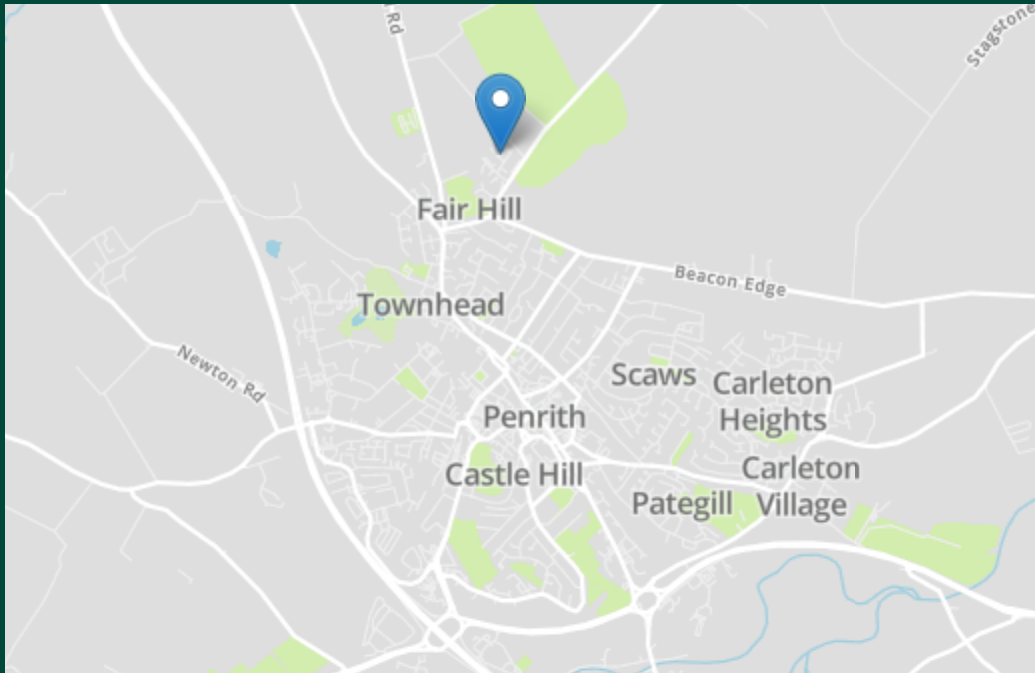 Rd
Stagstone
Fair Hill
Beacon Edge
Townhead
Newton Rd
Scaws
Carleton
Heights
Penrith
Castle Hill
Carleton
Village
Pategill